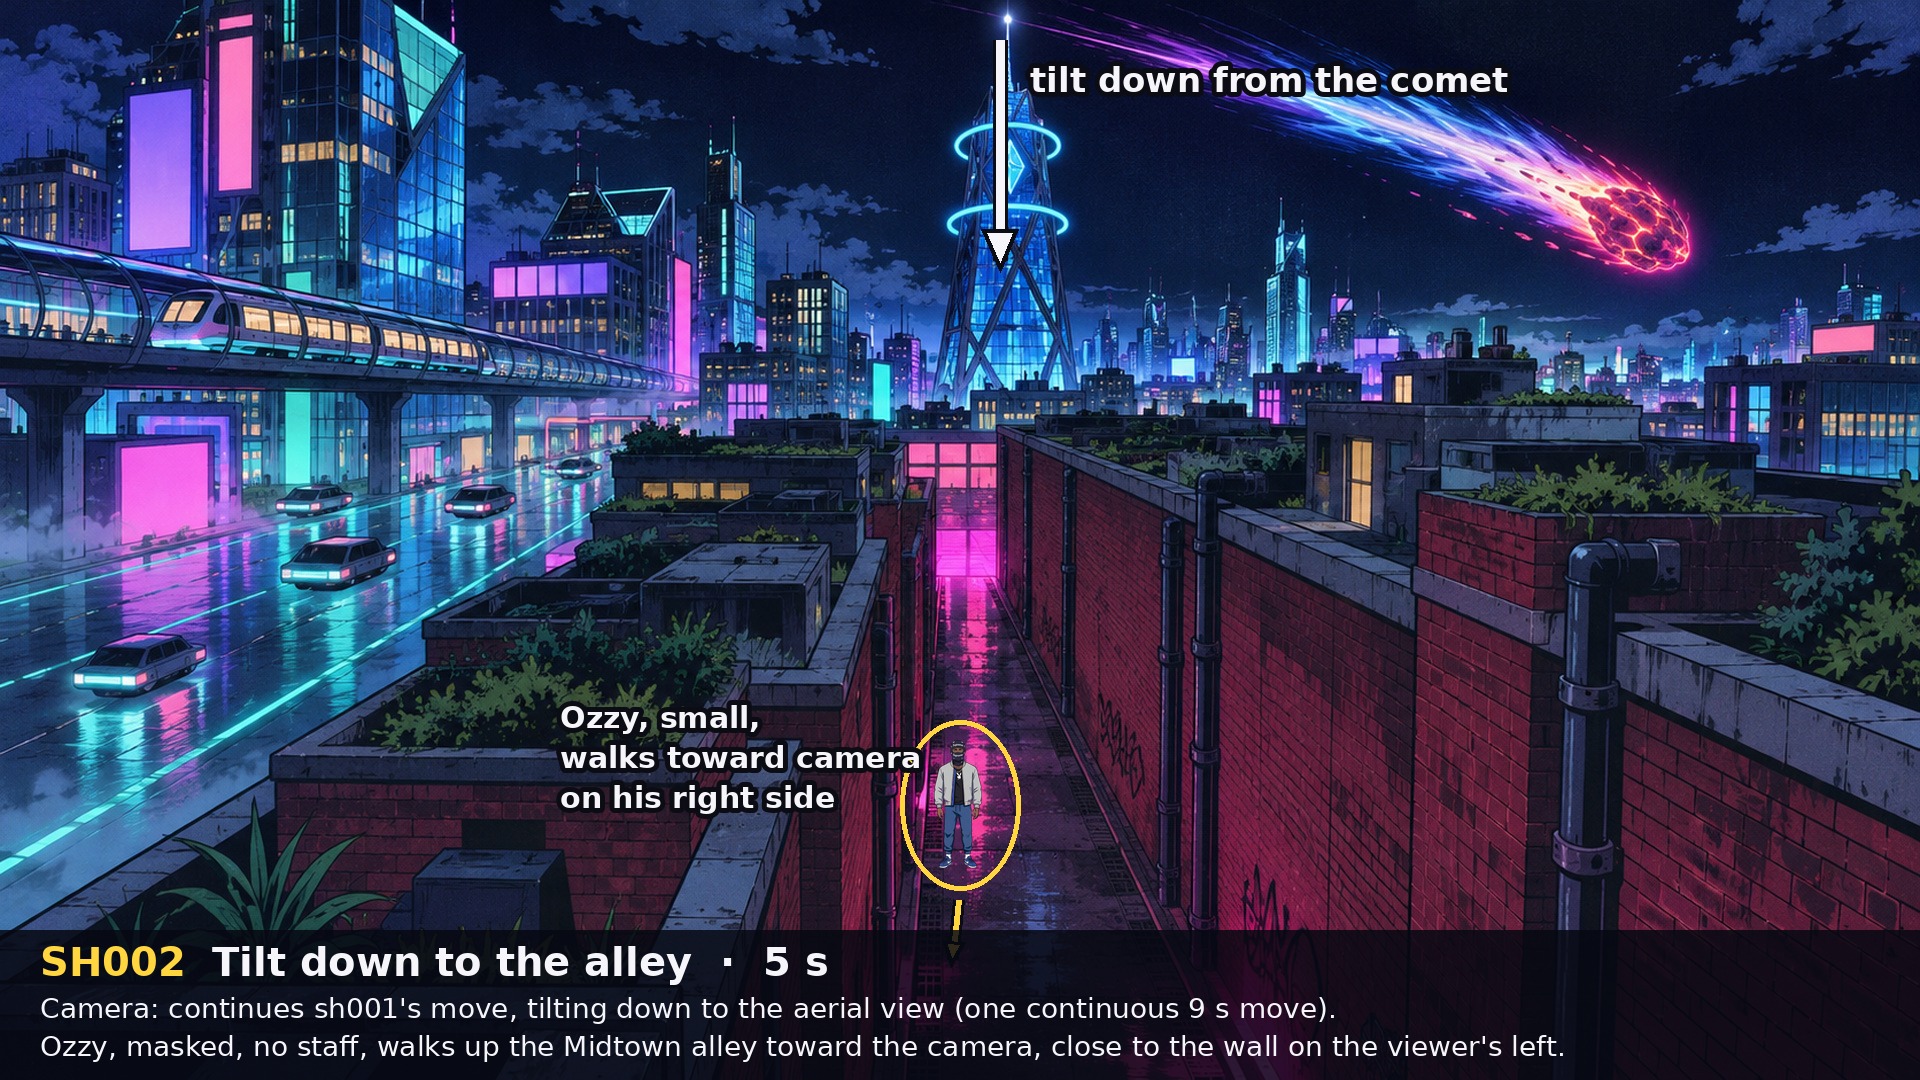 tilt down from the comet
Ozzy, small,
walks toward camera
on his right side
SH002 Tilt down to the alley · 5 s
Camera: continues sh001's move, tilting down to the aerial view (one continuous 9 s move).
Ozzy, masked, no staff, walks up the Midtown alley toward the camera, close to the wall on the viewer's left.